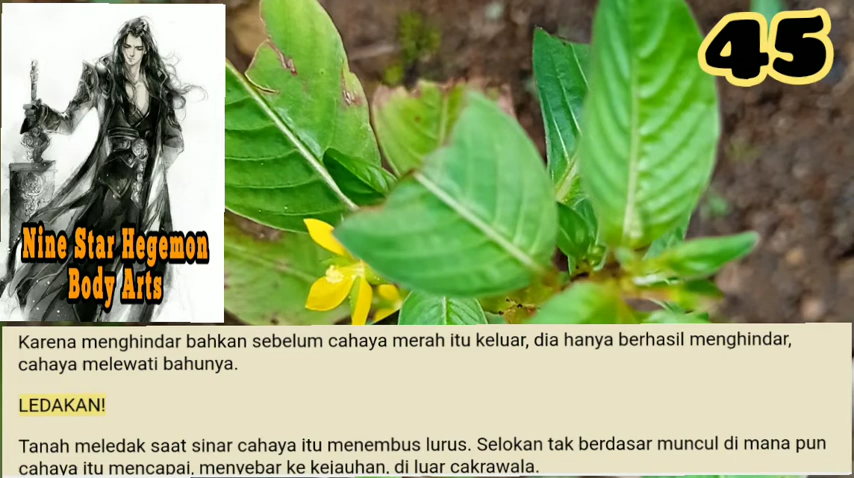 45
Nine Star Hegemon
Body Arts
Karena menghindar bahkan sebelum cahaya merah itu keluar, dia hanya berhasil menghindar,
cahaya melewati bahunya.
LEDAKAN!
Tanah meledak saat sinar cahaya itu menembus lurus. Selokan tak berdasar muncul di mana pun
cahaya itu mencapai, menyebar ke kejauhan, di luar cakrawala.